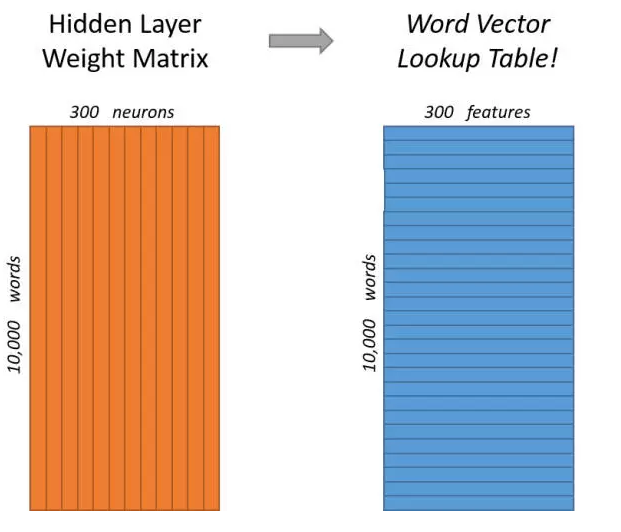 Hidden Layer
Weight Matrix
Word Vector
Lookup Table!
300 neurons
10,000 words
300 features
10,000 words